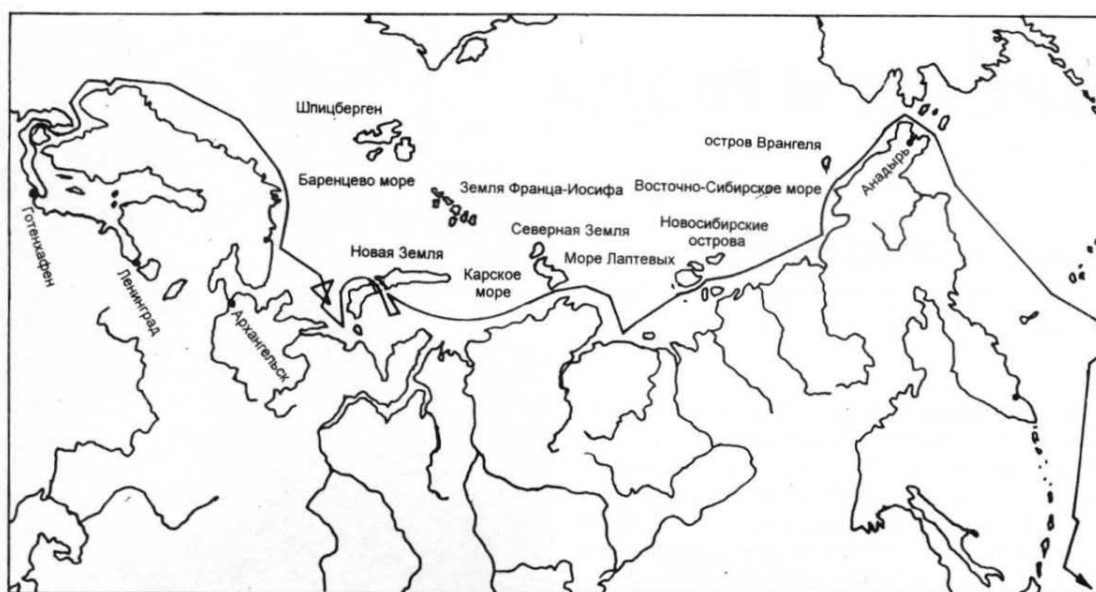 Шпицберген
остров Врангеля
Баренцево море
Земля Франца-Иосифа
Восточно-Сибирское море
Анадырь
Готенхафен
Северная Земля
Новосибирские
острова
Новая Земля
Море Лаптевых
Карское
море
Ленинград
Архангельск